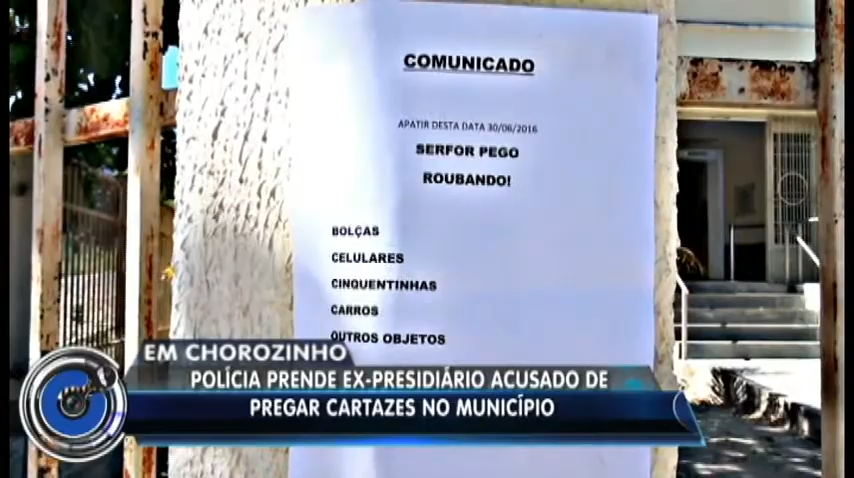 COMUNICADO
APATIR DESTA DATA 30/06/2016
SERFOR PEGO
ROUBANDO!
BOLÇAS
CELULARES
CINQUENTINHAS
CARROS
OUTROS OBJETOS
EM CHOROZINHO
POLÍCIA PRENDE EX-PRESIDIÁRIO ACUSADO DE
PREGAR CARTAZES NO MUNICÍPIO